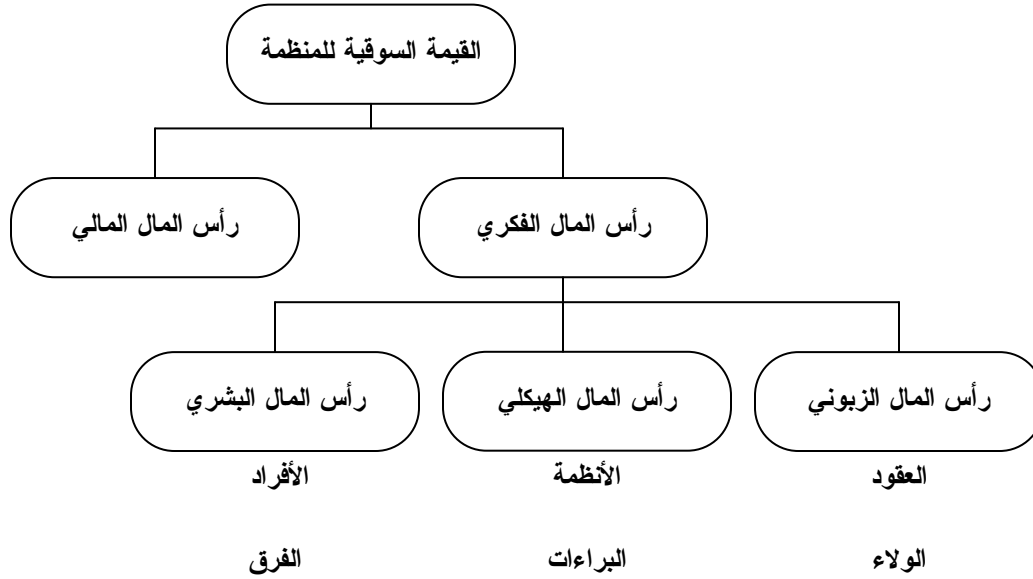 القيمة السوقية للمنظمة
رأس المال الفكري
رأس المال المالي
رأس المال الزبوني
رأس المال الهيكلي
رأس المال البشري
العقود
الأنظمة
الأفراد
الولاء
البراءات
الفرق